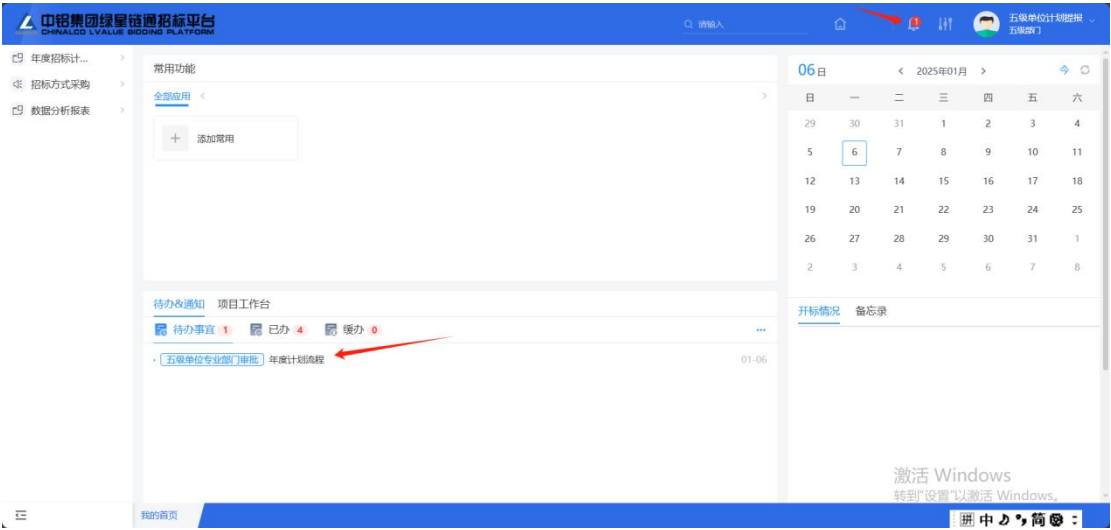 中铝集团绿星链通招标平台
CHINALCO LVALUE BIDDING PLATFORM
请输入
1
五级单位计划提报
五级部门
年度招标计...
招标方式采购
数据分析报表
常用功能
全部应用
添加常用
06日
2025年01月
日 一 二 三 四 五 六
29 30 31 1 2 3 4
5 6 7 8 9 10 11
12 13 14 15 16 17 18
19 20 21 22 23 24 25
26 27 28 29 30 31 1
2 3 4 5 6 7 8
待办&通知 项目工作台
待办事宜 1 已办 4 缓办 0
五级单位专业部门审批 年度计划流程 01-06
开标情况 备忘录
激活 Windows
转到"设置"以激活 Windows。
我的首页
拼 中 简